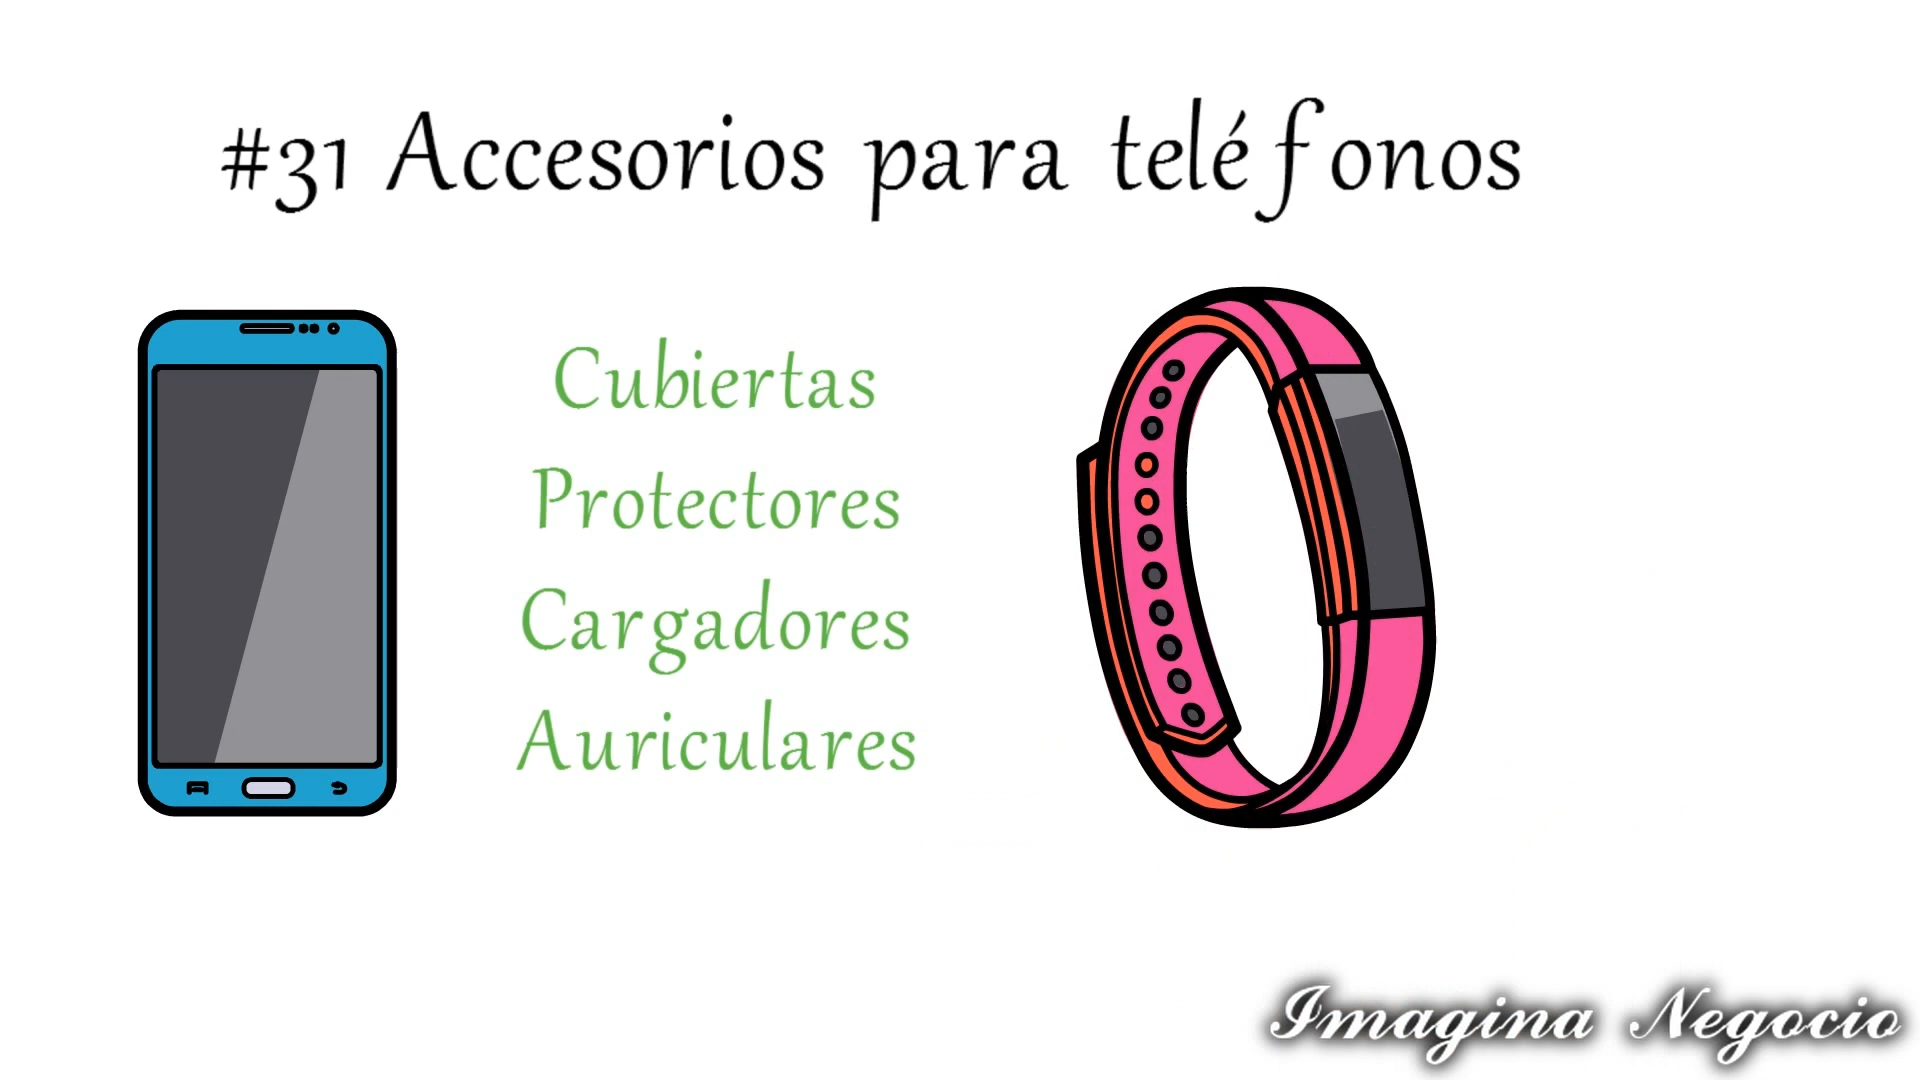 #31 Accesorios para teléfonos
Cubiertas
Protectores
Cargadores
Auriculares
Imagina Negocio